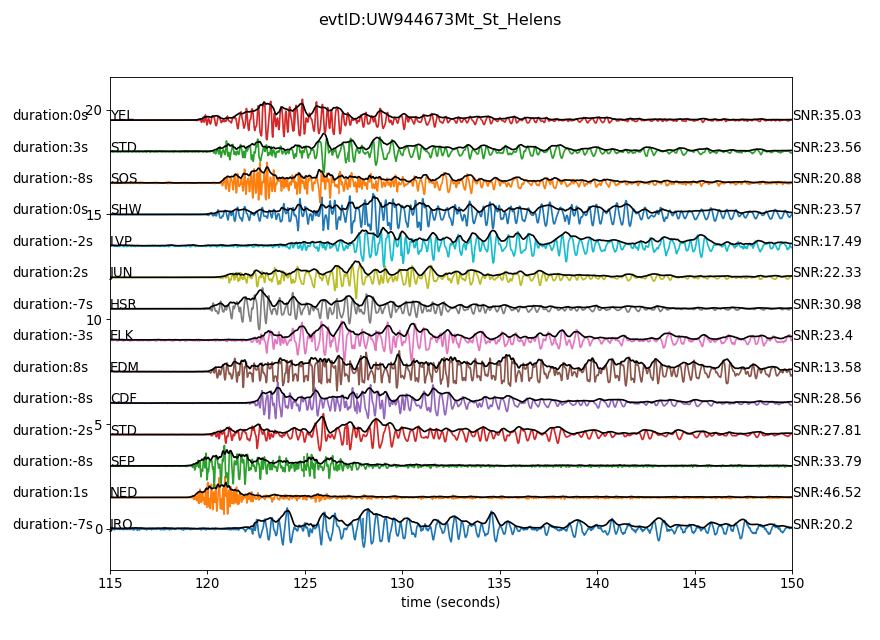 evtID:UW944673Mt_St_Helens
duration:0s 20 YEL SNR:35.03
duration:3s STD SNR:23.56
duration:-8s SOS SNR:20.88
duration:0s 15 SHW SNR:23.57
duration:-2s LVP SNR:17.49
duration:2s JUN SNR:22.33
duration:-7s HSR SNR:30.98
10
duration:-3s ELK SNR:23.4
duration:8s EDM SNR:13.58
duration:-8s CDF SNR:28.56
5
duration:-2s STD SNR:27.81
duration:-8s SEP SNR:33.79
duration:1s NED SNR:46.52
duration:-7s 0 JRO SNR:20.2
115 120 125 130 135 140 145 150
time (seconds)